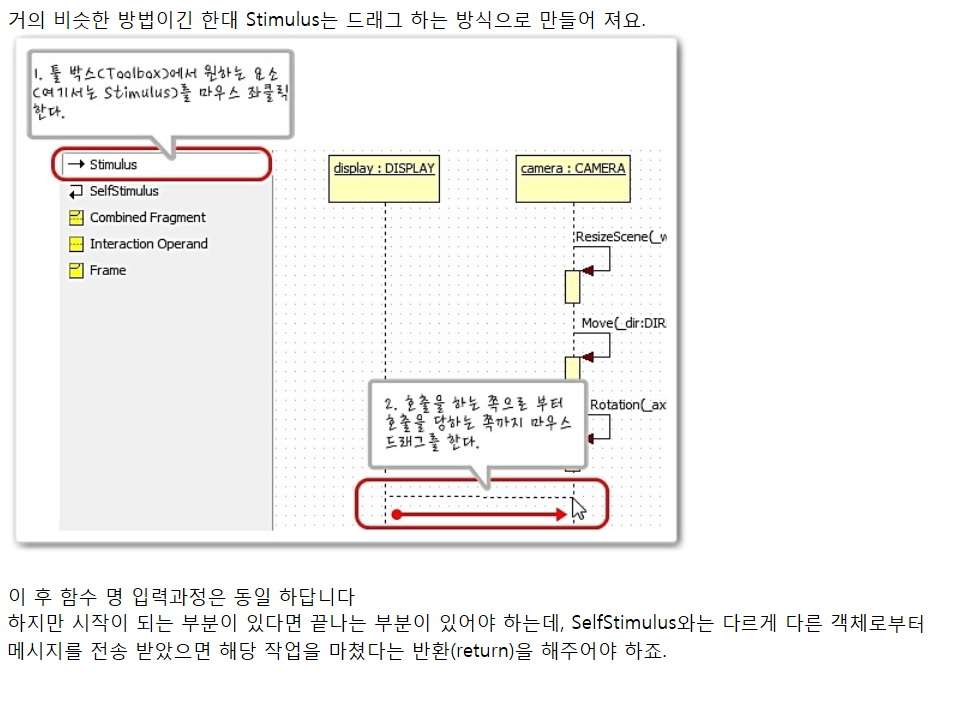 거의 비슷한 방법이긴 한대 Stimulus는 드래그 하는 방식으로 만들어 져요.
1. 툴 박스(Toolbox)에서 원하는 요소
(여기서는 Stimulus)를 마우스 좌클릭
한다.
Stimulus
SelfStimulus
Combined Fragment
Interaction Operand
Frame
display : DISPLAY
camera : CAMERA
ResizeScene(_w
Move(_dir:DIR
Rotation(_ax
2. 호출을 하는 쪽으로 부터
호출을 당하는 쪽까지 마우스
드래그를 한다.
이 후 함수 명 입력과정은 동일 하답니다
하지만 시작이 되는 부분이 있다면 끝나는 부분이 있어야 하는데, SelfStimulus와는 다르게 다른 객체로부터
메시지를 전송 받았으면 해당 작업을 마쳤다는 반환(return)을 해주어야 하죠.